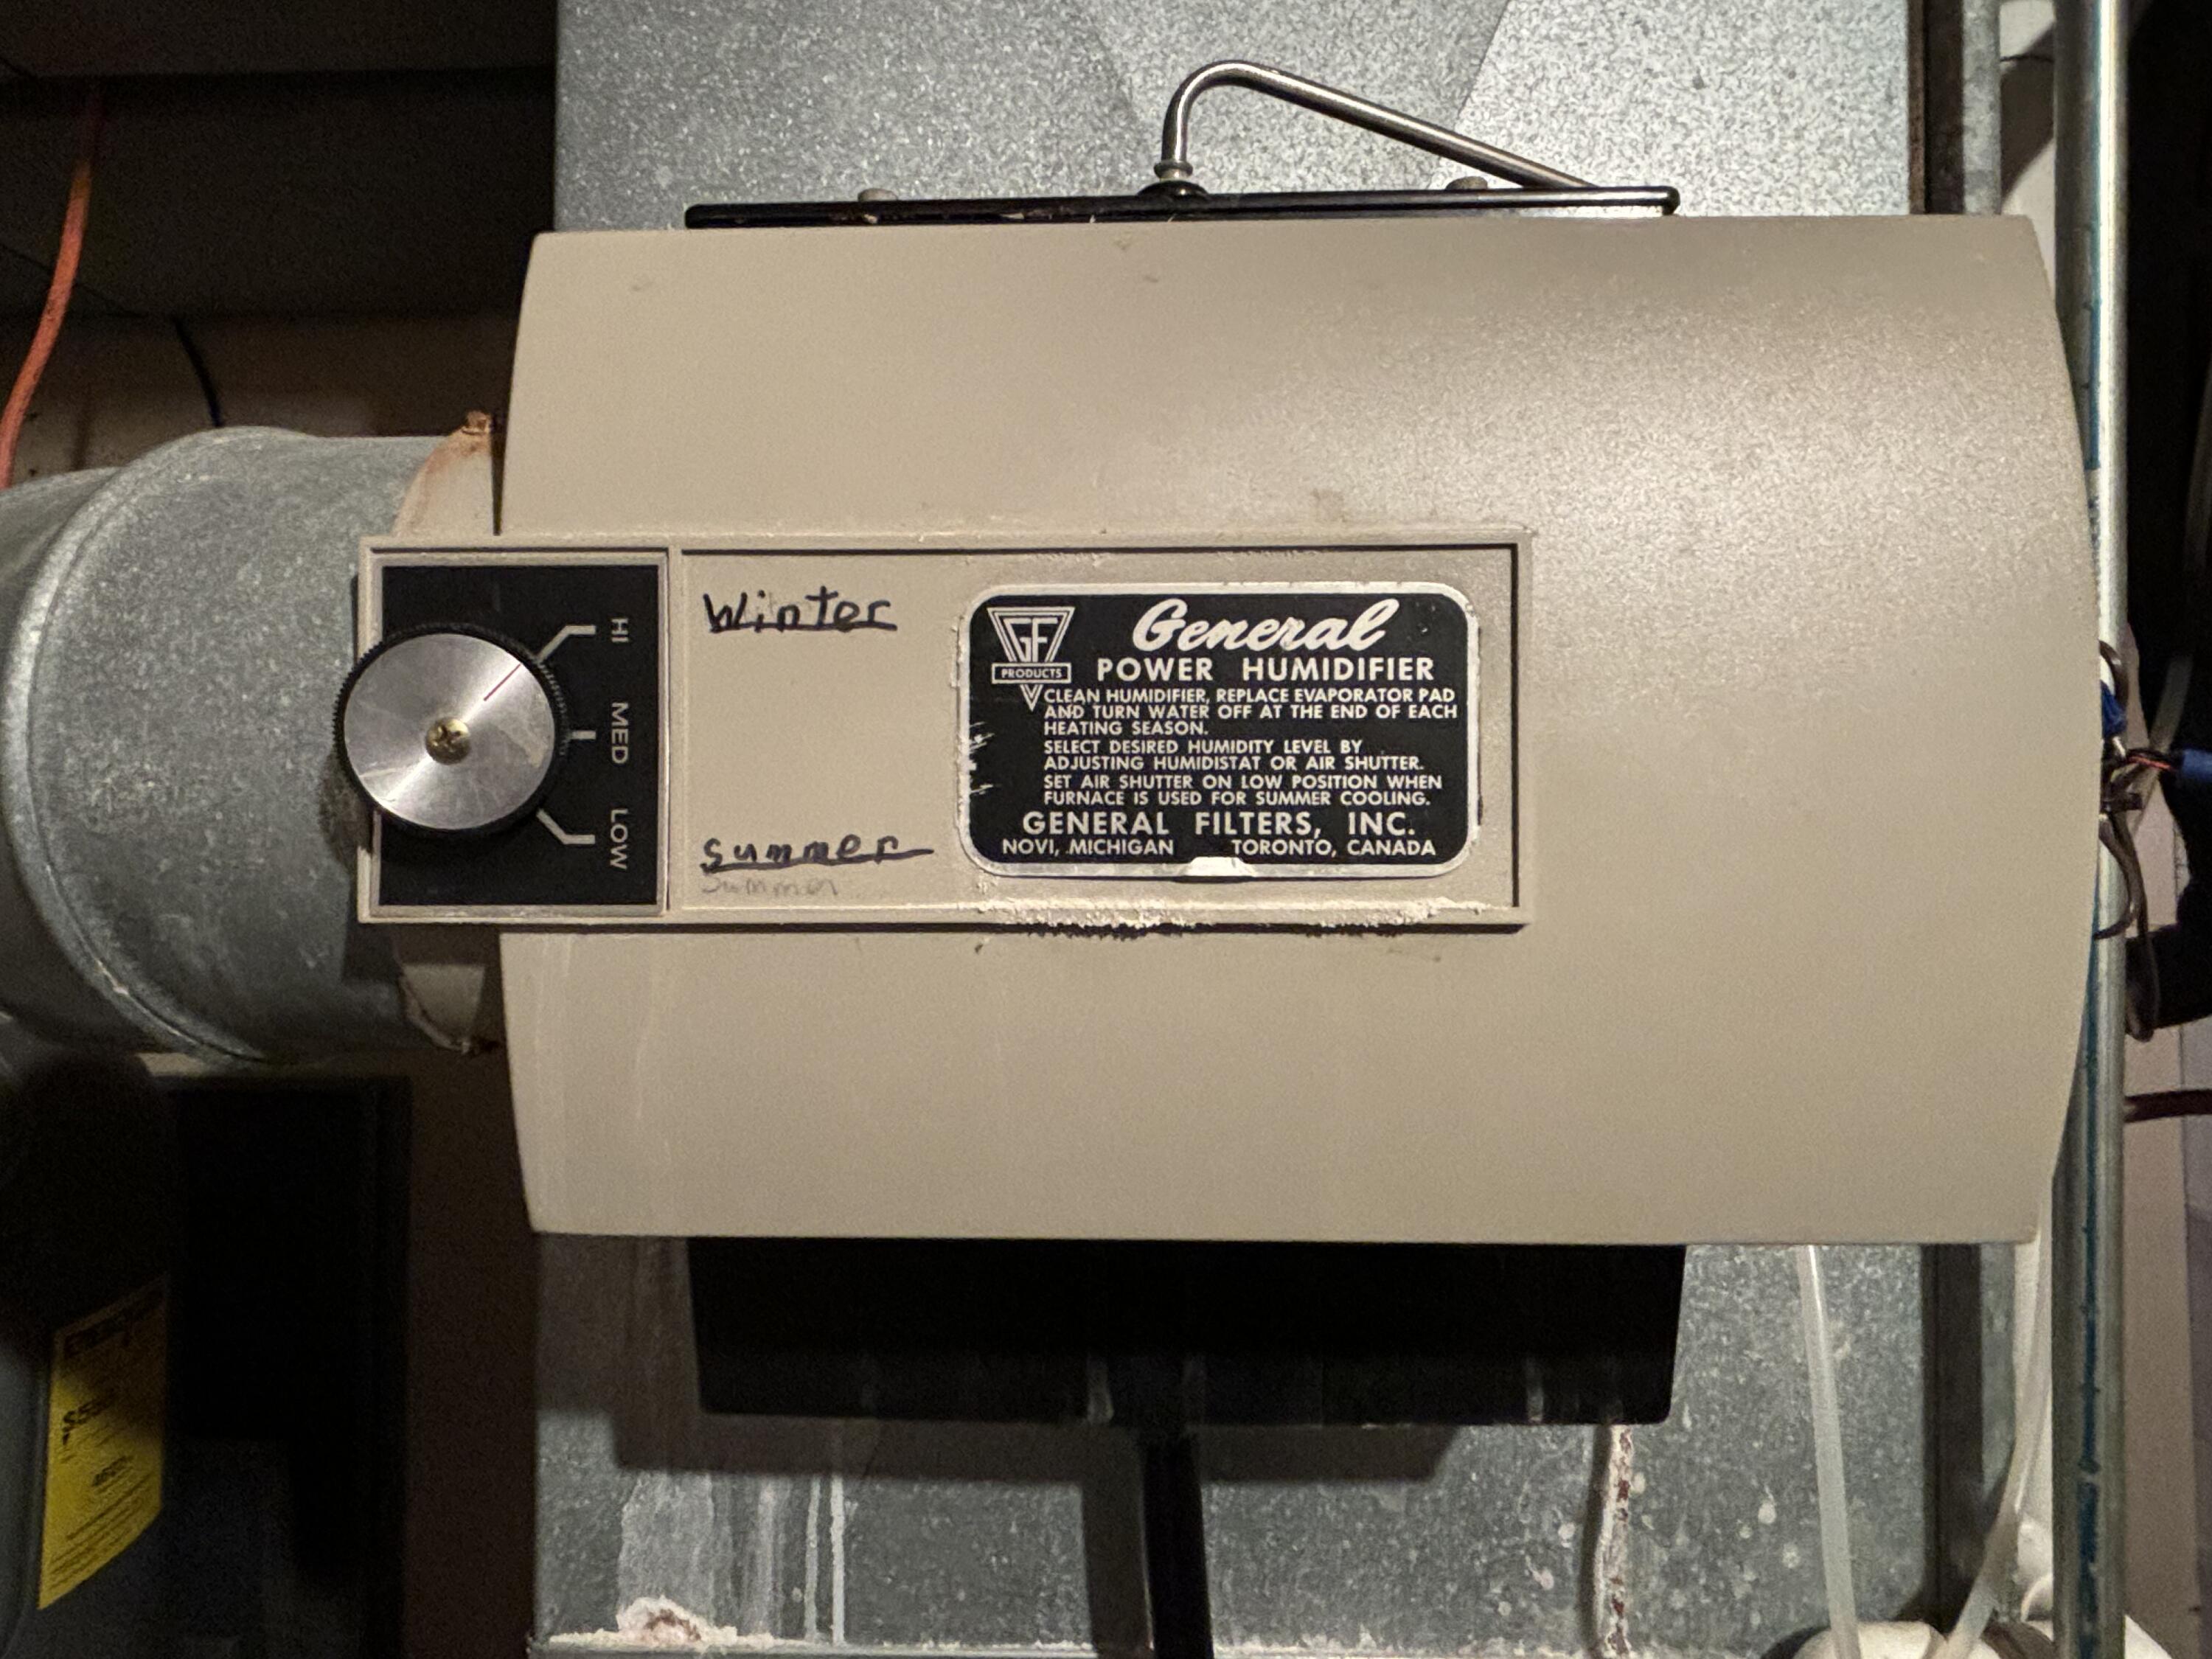 HI
MED
LOW
Winter
summer
Summer
GF
PRODUCTS
General
POWER HUMIDIFIER
CLEAN HUMIDIFIER, REPLACE EVAPORATOR PAD
AND TURN WATER OFF AT THE END OF EACH
HEATING SEASON.
SELECT DESIRED HUMIDITY LEVEL BY
ADJUSTING HUMIDISTAT OR AIR SHUTTER.
SET AIR SHUTTER ON LOW POSITION WHEN
FURNACE IS USED FOR SUMMER COOLING.
GENERAL FILTERS, INC.
NOVI, MICHIGAN TORONTO, CANADA